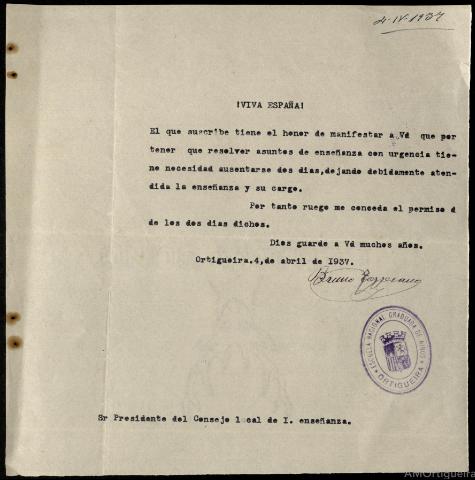 4-IV-1937
¡VIVA ESPAÑA!
El que suscribe tiene el honor de manifestar a Vd que por
tener que resolver asuntos de enseñanza con urgencia tie-
ne necesidad ausentarse dos dias,dejando debidamente aten-
dida la enseñanza y su cargo.
Por tanto ruego me conceda el permiso d
de los dos dias dichos.
Dios guarde a Vd muchos años.
Ortigueira.4,de abril de 1937.
Bruno
ESCUELA NACIONAL GRADUADA DE NIÑOS
ORTIGUEIRA
Sr Presidente del Consejo local de I. enseñanza.
AMOrtigueira